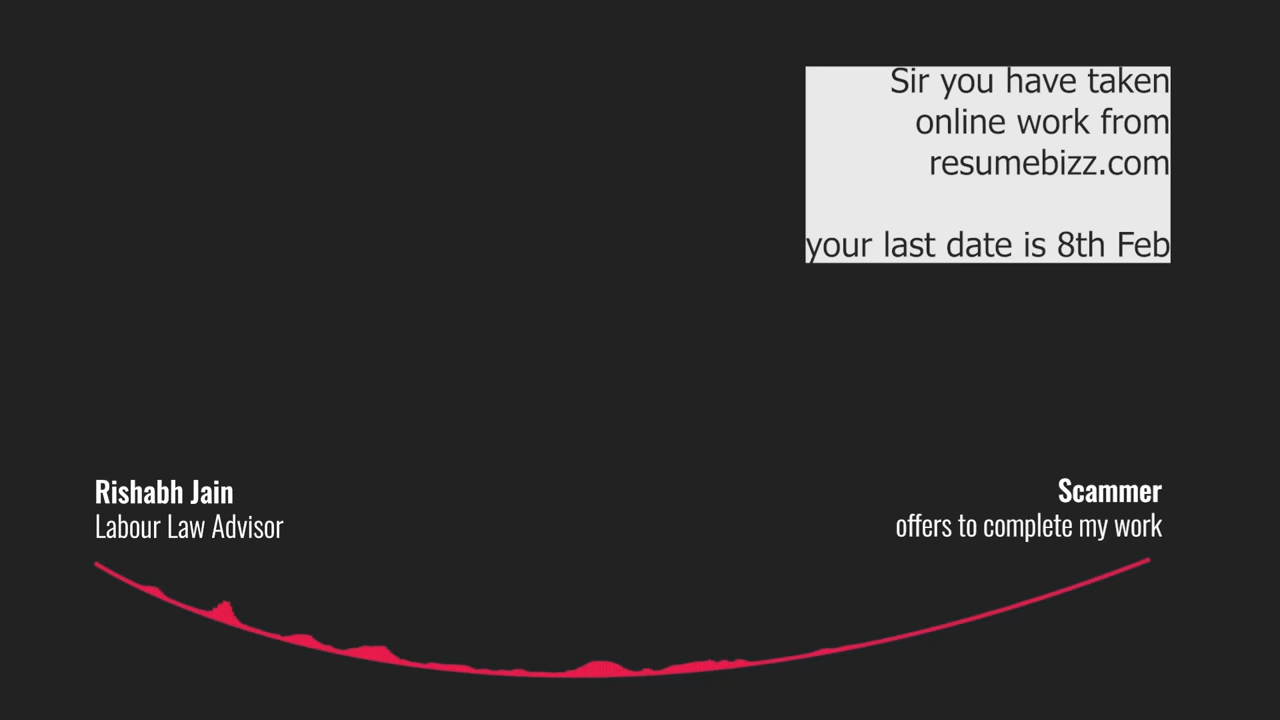 Sir you have taken
online work from
resumebizz.com
your last date is 8th Feb
Rishabh Jain
Labour Law Advisor
Scammer
offers to complete my work